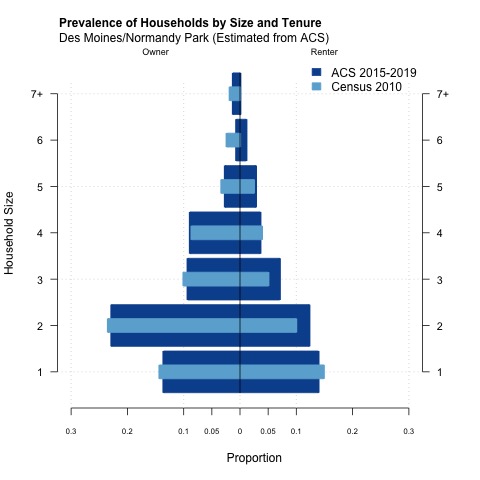 Prevalence of Households by Size and Tenure
Des Moines/Normandy Park (Estimated from ACS)
Owner Renter
ACS 2015-2019
Census 2010
7+ 7+
6 6
5 5
4 4
3 3
2 2
1 1
Household Size
0.3 0.2 0.1 0.05 0 0.05 0.1 0.2 0.3
Proportion